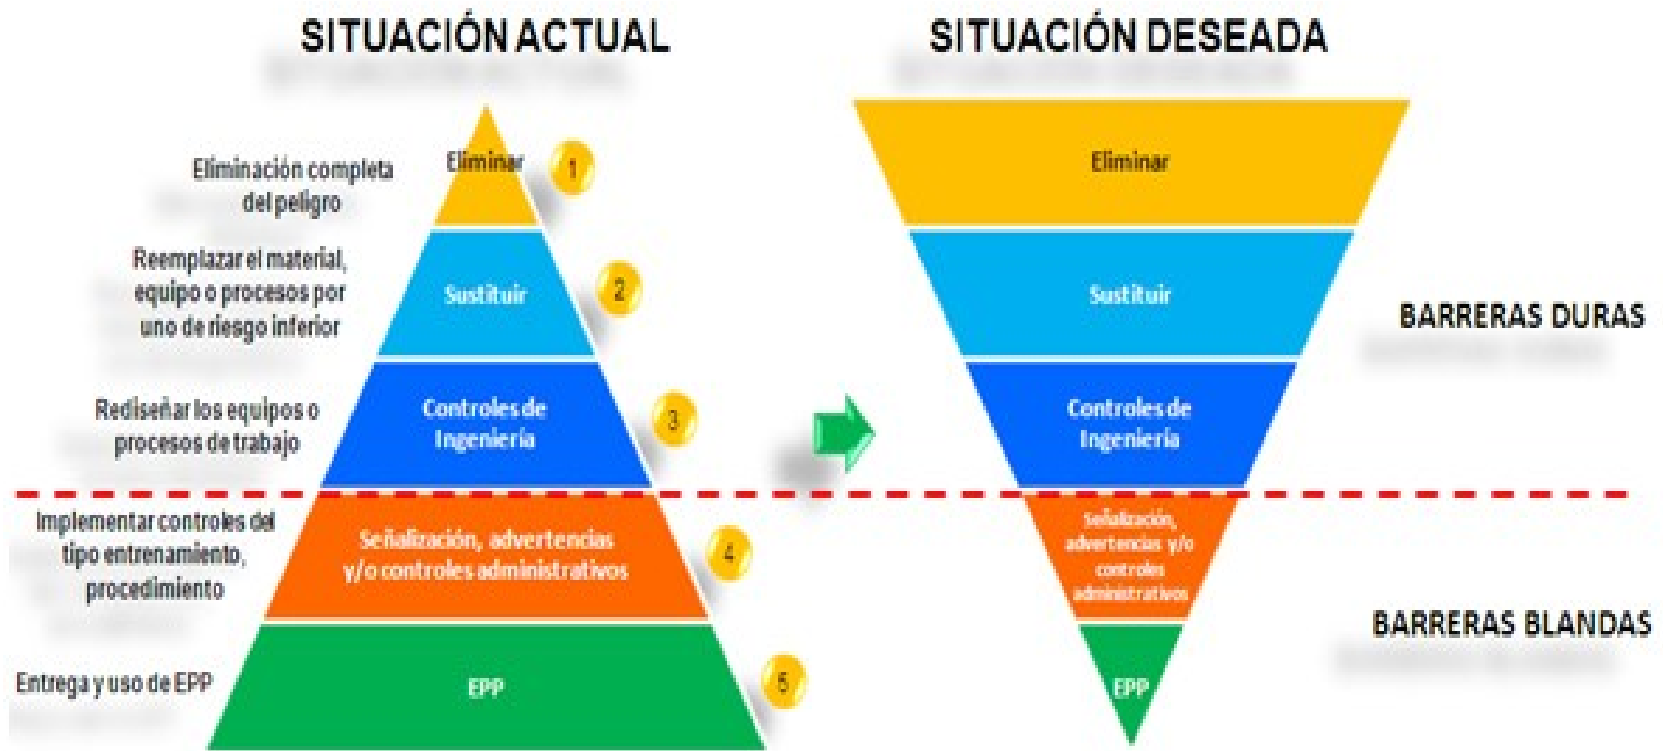 SITUACIÓN ACTUAL
Eliminación completa
del peligro
Eliminar
1
Reemplazar el material,
equipo o procesos por
uno de riesgo inferior
Sustituir
2
Rediseñar los equipos o
procesos de trabajo
Controles de
Ingeniería
3
Implementar controles del
tipo entrenamiento,
procedimiento
Señalización, advertencias
y/o controles administrativos
4
Entrega y uso de EPP
EPP
5
SITUACIÓN DESEADA
Eliminar
Sustituir
Controles de
Ingeniería
Señalización,
advertencias y/o
controles
administrativos
EPP
BARRERAS DURAS
BARRERAS BLANDAS